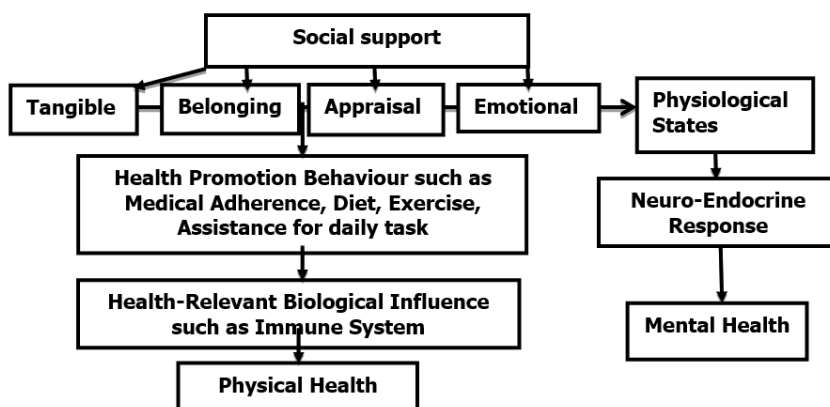 Social support
Tangible
Belonging
Appraisal
Emotional
Physiological
States
Health Promotion Behaviour such as
Medical Adherence, Diet, Exercise,
Assistance for daily task
Neuro-Endocrine
Response
Health-Relevant Biological Influence
such as Immune System
Mental Health
Physical Health